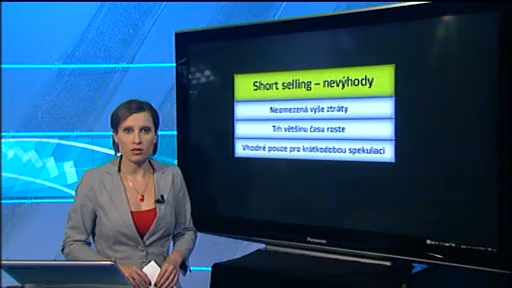 Short selling – nevýhody
Neomezená výše ztráty
Trh většinu času roste
Vhodné pouze pro krátkodobou spekulaci
Panasonic